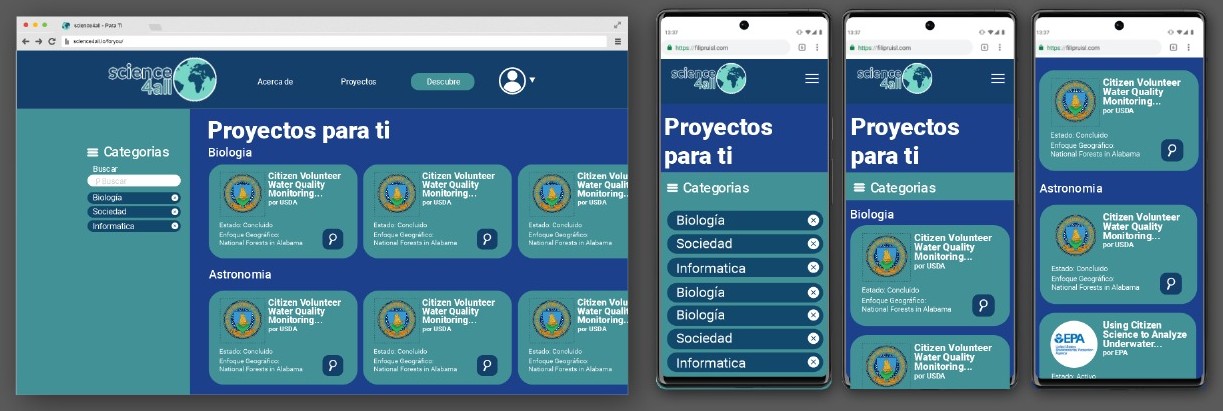 science4all - Para Ti
science4all.io/foryou/
science
4all
Acerca de
Proyectos
Descubre
Categorias
Buscar
Buscar
Biología
Sociedad
Informatica
Proyectos para ti
Biologia
Citizen Volunteer
Water Quality
Monitoring...
por USDA
Estado: Concluido
Enfoque Geográfico:
National Forests in Alabama
Citizen Volunteer
Water Quality
Monitoring...
por USDA
Estado: Concluido
Enfoque Geográfico:
National Forests in Alabama
Citizen Volu
Water Qualit
Monitoring...
por USDA
Estado: Concluido
Enfoque Geográfico:
National Forests in Alabama
Astronomia
Citizen Volunteer
Water Quality
Monitoring...
por USDA
Estado: Concluido
Enfoque Geográfico:
National Forests in Alabama
Citizen Volunteer
Water Quality
Monitoring...
por USDA
Estado: Concluido
Enfoque Geográfico:
National Forests in Alabama
Citizen Volu
Water Qualit
Monitoring...
por USDA
Estado: Concluido
Enfoque Geográfico:
National Forests in Alabama
13:37
https://filipruisl.com
science
4all
Proyectos
para ti
Categorias
Biología
Sociedad
Informatica
Biología
Biología
Sociedad
Informatica
13:37
https://filipruisl.com
science
4all
Proyectos
para ti
Categorias
Biologia
Citizen Volunteer
Water Quality
Monitoring...
por USDA
Estado: Concluido
Enfoque Geográfico:
National Forests in Alabama
Citizen Volunteer
Water Quality
Monitoring...
por USDA
13:37
https://filipruisl.com
Citizen Volunteer
Water Quality
Monitoring...
por USDA
Estado: Concluido
Enfoque Geográfico:
National Forests in Alabama
Astronomia
Citizen Volunteer
Water Quality
Monitoring...
por USDA
Estado: Concluido
Enfoque Geográfico:
National Forests in Alabama
EPA
Using Citizen
Science to Analyze
Underwater...
por EPA
Estado: Activo